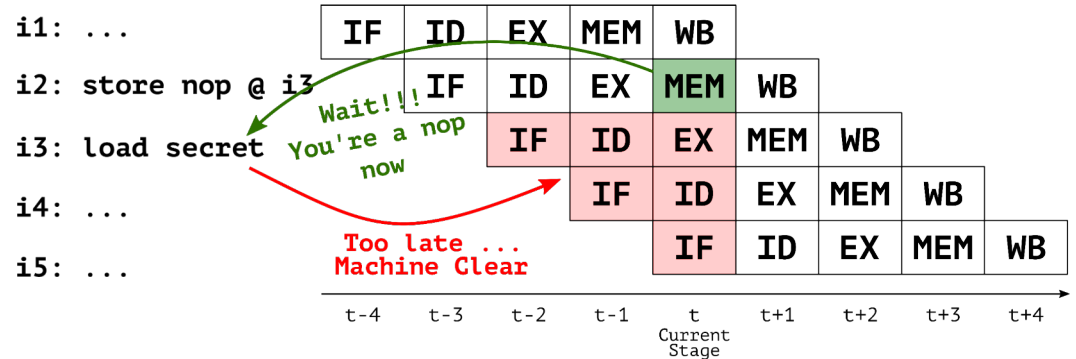 i1: ... IF ID EX MEM WB
i2: store nop @ i3 IF ID EX MEM WB
Wait!!!
You're a nop
now
i3: load secret IF ID EX MEM WB
i4: ... IF ID EX MEM WB
Too late ...
Machine Clear
i5: ... IF ID EX MEM WB
t-4 t-3 t-2 t-1 t t+1 t+2 t+3 t+4
Current
Stage